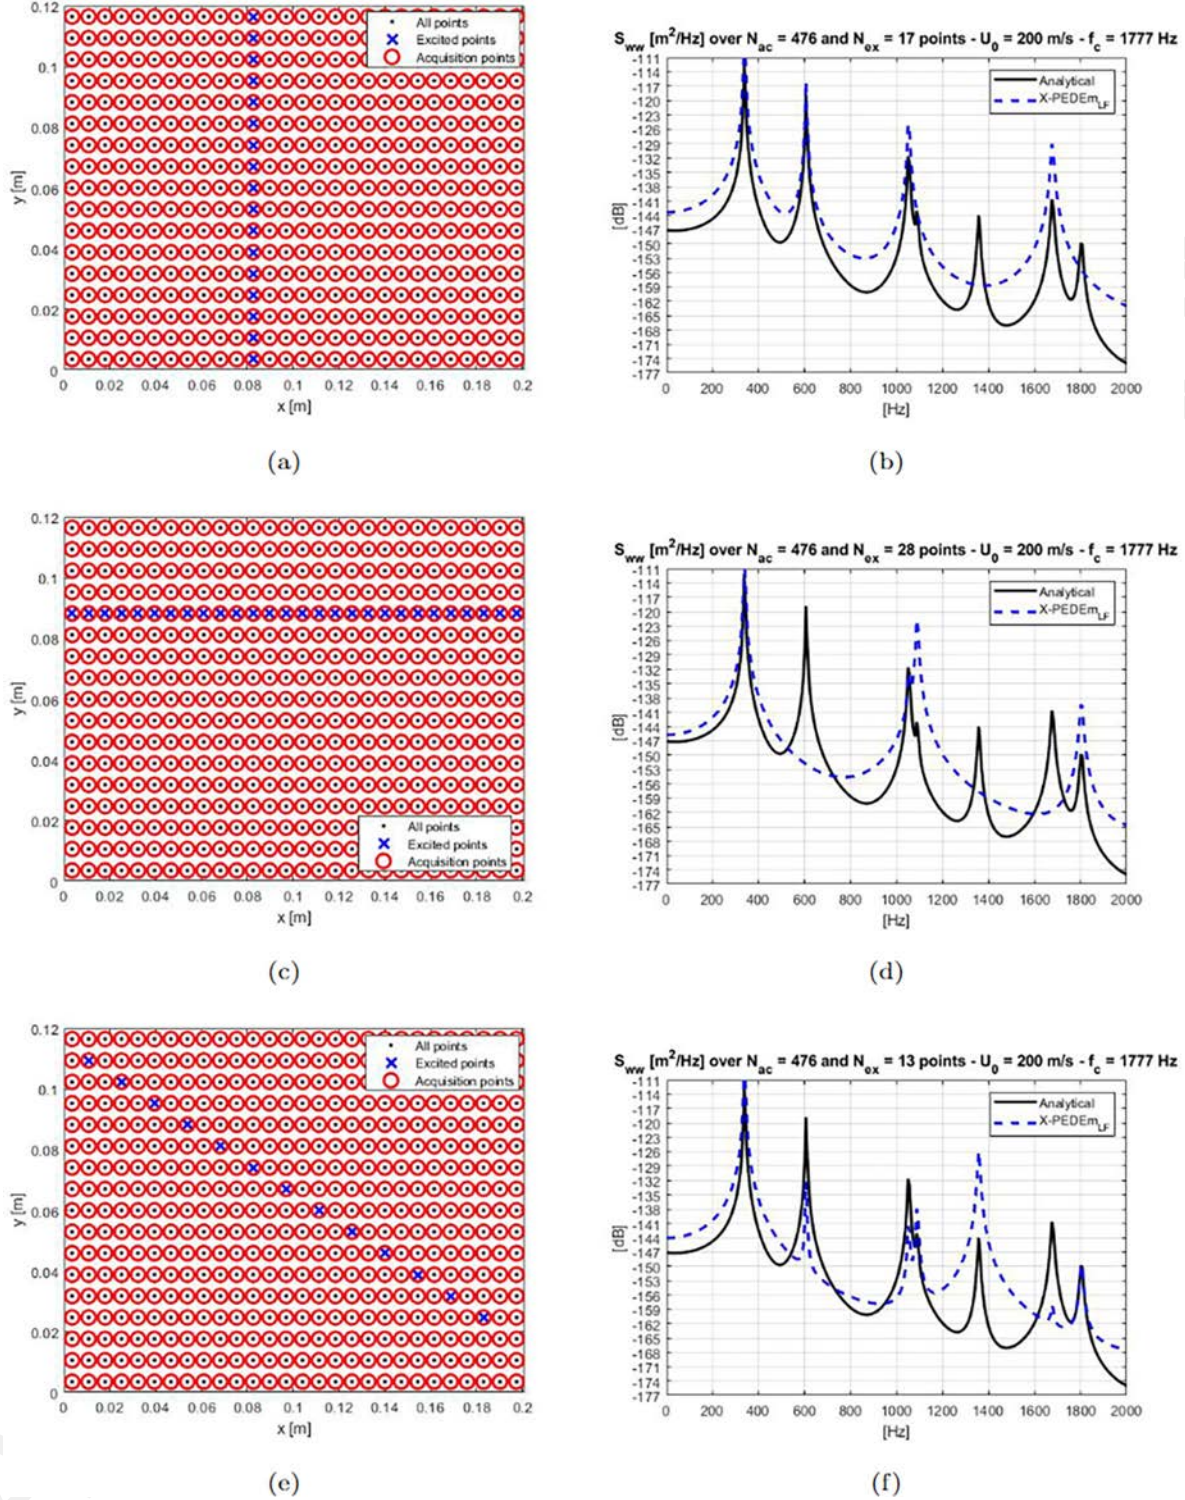 0.12
0.1
0.08
0.06
0.04
0.02
0
y [m]
All points
Excited points
Acquisition points
0 0.02 0.04 0.06 0.08 0.1 0.12 0.14 0.16 0.18 0.2
x [m]
(a)
S_ww [m²/Hz] over N_ac = 476 and N_ex = 17 points - U_0 = 200 m/s - f_c = 1777 Hz
-111
-114
-117
-120
-123
-126
-129
-132
-135
-138
-141
-144
-147
-150
-153
-156
-159
-162
-165
-168
-171
-174
-177
[dB]
Analytical
X-PEDEm_LF
0 200 400 600 800 1000 1200 1400 1600 1800 2000
[Hz]
(b)
0.12
0.1
0.08
0.06
0.04
0.02
0
y [m]
All points
Excited points
Acquisition points
0 0.02 0.04 0.06 0.08 0.1 0.12 0.14 0.16 0.18 0.2
x [m]
(c)
S_ww [m²/Hz] over N_ac = 476 and N_ex = 28 points - U_0 = 200 m/s - f_c = 1777 Hz
-111
-114
-117
-120
-123
-126
-129
-132
-135
-138
-141
-144
-147
-150
-153
-156
-159
-162
-165
-168
-171
-174
-177
[dB]
Analytical
X-PEDEm_LF
0 200 400 600 800 1000 1200 1400 1600 1800 2000
[Hz]
(d)
0.12
0.1
0.08
0.06
0.04
0.02
0
y [m]
All points
Excited points
Acquisition points
0 0.02 0.04 0.06 0.08 0.1 0.12 0.14 0.16 0.18 0.2
x [m]
(e)
S_ww [m²/Hz] over N_ac = 476 and N_ex = 13 points - U_0 = 200 m/s - f_c = 1777 Hz
-111
-114
-117
-120
-123
-126
-129
-132
-135
-138
-141
-144
-147
-150
-153
-156
-159
-162
-165
-168
-171
-174
-177
[dB]
Analytical
X-PEDEm_LF
0 200 400 600 800 1000 1200 1400 1600 1800 2000
[Hz]
(f)